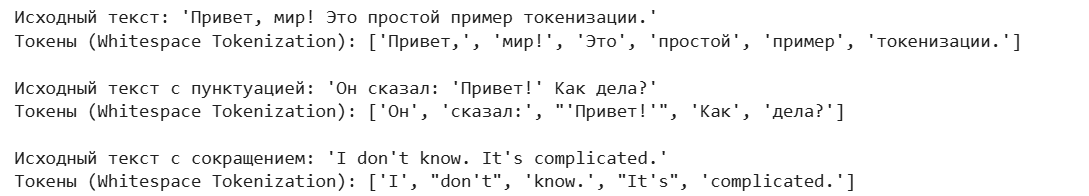 Исходный текст: 'Привет, мир! Это простой пример токенизации.'
Токены (Whitespace Tokenization): ['Привет,', 'мир!', 'Это', 'простой', 'пример', 'токенизации.']
Исходный текст с пунктуацией: 'Он сказал: 'Привет!' Как дела?'
Токены (Whitespace Tokenization): ['Он', 'сказал:', "'Привет!'", 'Как', 'дела?']
Исходный текст с сокращением: 'I don't know. It's complicated.'
Токены (Whitespace Tokenization): ['I', "don't", 'know.', "It's", 'complicated.']